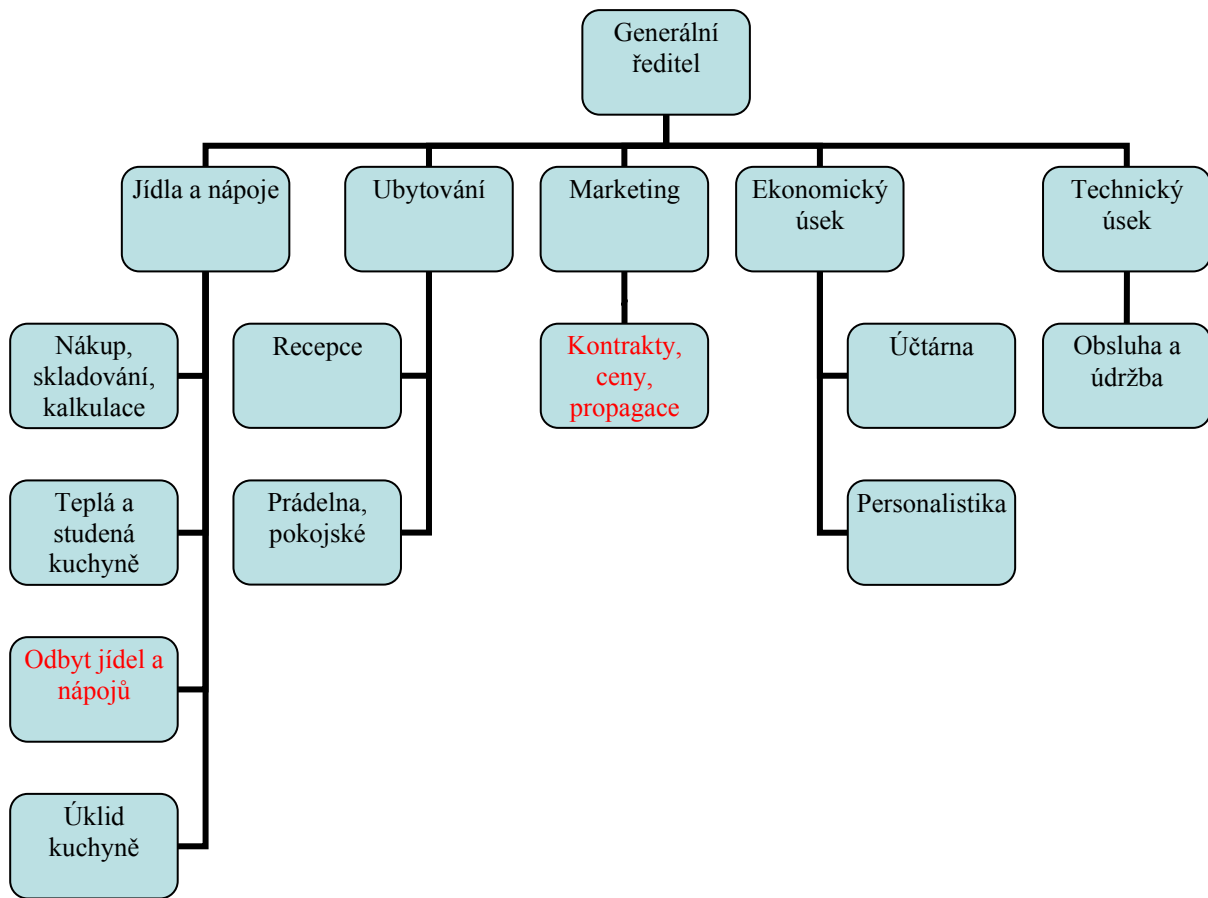 Generální
ředitel
Jídla a nápoje
Ubytování
Marketing
Ekonomický
úsek
Technický
úsek
Nákup,
skladování,
kalkulace
Recepce
Kontrakty,
ceny,
propagace
Účtárna
Obsluha a
údržba
Teplá a
studená
kuchyně
Prádelna,
pokojské
Personalistika
Odbyt jídel a
nápojů
Úklid
kuchyně